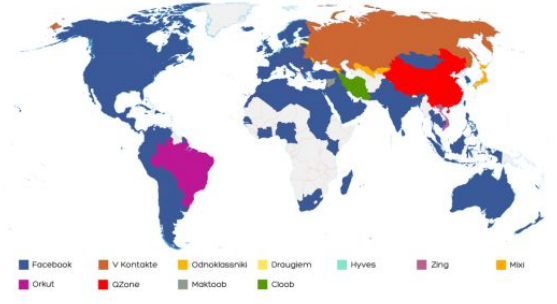 Facebook V Kontakte Odnoklassniki Draugiem Hyves Zing Mixi
Orkut QZone Maktoob Cloob